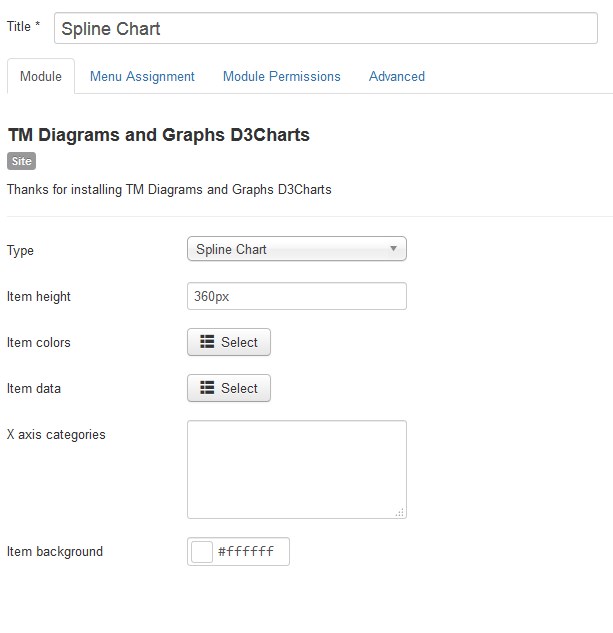 Title * Spline Chart
Module Menu Assignment Module Permissions Advanced
TM Diagrams and Graphs D3Charts
Site
Thanks for installing TM Diagrams and Graphs D3Charts
Type Spline Chart
Item height 360px
Item colors Select
Item data Select
X axis categories
Item background #ffffff